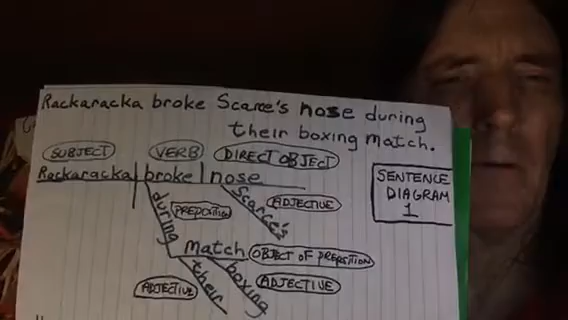 Rackaracka broke Scarce's nose during
their boxing match.
SUBJECT VERB DIRECT OBJECT
Rackaracka broke nose
SENTENCE
DIAGRAM
1
during PREPOSITION Scarce's ADJECTIVE
match OBJECT OF PREPOSITION
ADJECTIVE their boxing ADJECTIVE